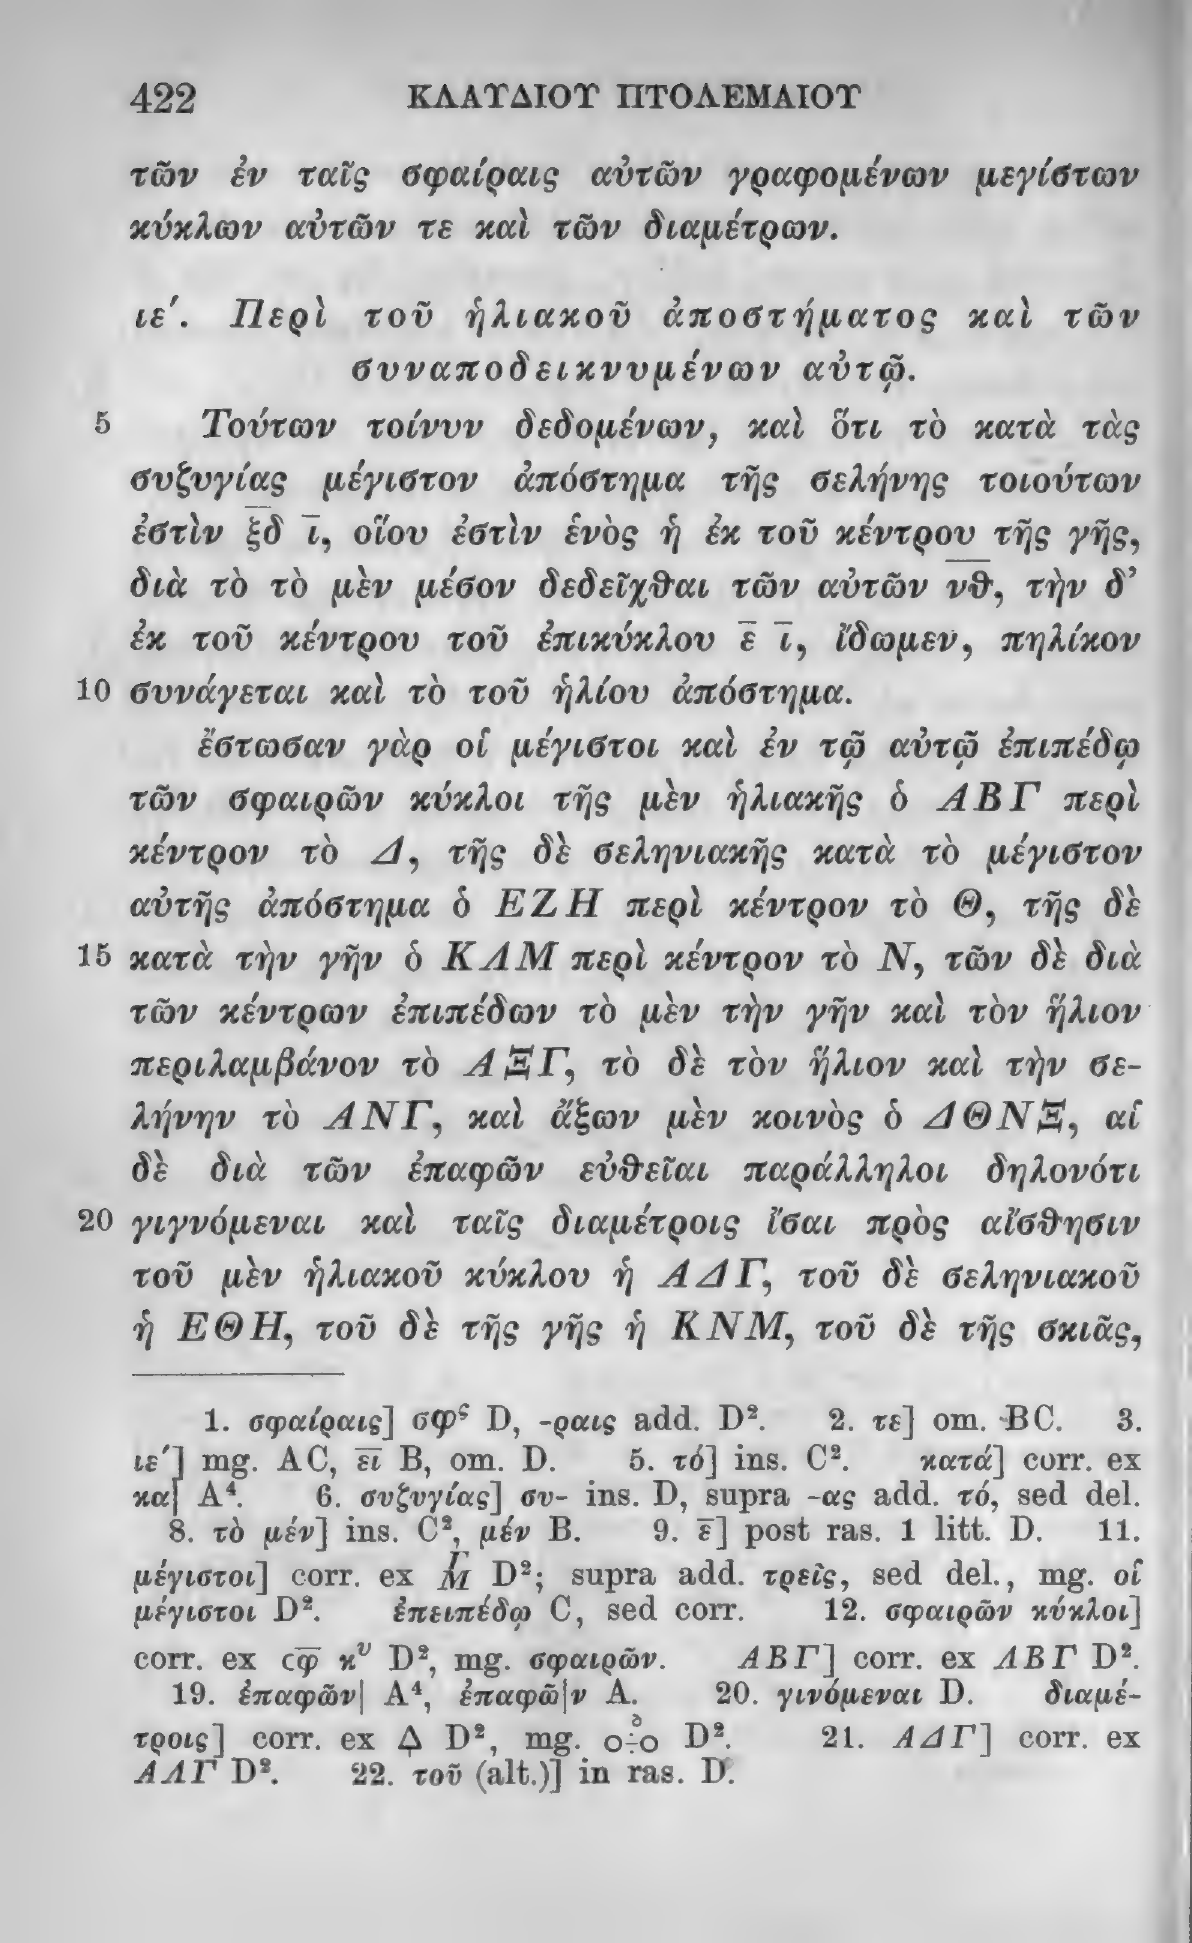 422 ΚΛΑΥΔΙΟΥ ΠΤΟΛΕΜΑΙΟΥ
τῶν ἐν ταῖς σφαίραις αὐτῶν γραφομένων μεγίστων
κύκλων αὐτῶν τε καὶ τῶν διαμέτρων.
ιε΄. Περὶ τοῦ ἡλιακοῦ ἀποστήματος καὶ τῶν
συναποδεικνυμένων αὐτῷ.
5 Τούτων τοίνυν δεδομένων, καὶ ὅτι τὸ κατὰ τὰς
συζυγίας μέγιστον ἀπόστημα τῆς σελήνης τοιούτων
ἐστὶν ξ̅δ̅ ι̅, οἵου ἐστὶν ἑνὸς ἡ ἐκ τοῦ κέντρου τῆς γῆς,
διὰ τὸ τὸ μὲν μέσον δεδεῖχθαι τῶν αὐτῶν ν̅θ̅, τὴν δ’
ἐκ τοῦ κέντρου τοῦ ἐπικύκλου ε̅ ι̅, ἴδωμεν, πηλίκον
10 συνάγεται καὶ τὸ τοῦ ἡλίου ἀπόστημα.
ἔστωσαν γὰρ οἱ μέγιστοι καὶ ἐν τῷ αὐτῷ ἐπιπέδῳ
τῶν σφαιρῶν κύκλοι τῆς μὲν ἡλιακῆς ὁ ΑΒΓ περὶ
κέντρον τὸ Δ, τῆς δὲ σεληνιακῆς κατὰ τὸ μέγιστον
αὐτῆς ἀπόστημα ὁ ΕΖΗ περὶ κέντρον τὸ Θ, τῆς δὲ
15 κατὰ τὴν γῆν ὁ ΚΛΜ περὶ κέντρον τὸ Ν, τῶν δὲ διὰ
τῶν κέντρων ἐπιπέδων τὸ μὲν τὴν γῆν καὶ τὸν ἥλιον
περιλαμβάνον τὸ ΑΞΓ, τὸ δὲ τὸν ἥλιον καὶ τὴν σε-
λήνην τὸ ΑΝΓ, καὶ ἄξων μὲν κοινὸς ὁ ΔΘΝΞ, αἱ
δὲ διὰ τῶν ἐπαφῶν εὐθεῖαι παράλληλοι δηλονότι
20 γιγνόμεναι καὶ ταῖς διαμέτροις ἴσαι πρὸς αἴσθησιν
τοῦ μὲν ἡλιακοῦ κύκλου ἡ ΑΔΓ, τοῦ δὲ σεληνιακοῦ
ἡ ΕΘΗ, τοῦ δὲ τῆς γῆς ἡ ΚΝΜ, τοῦ δὲ τῆς σκιᾶς,
1. σφαίραις] σφς D, -ραις add. D². 2. τε] om. BC. 3.
ιε΄] mg. AC, ε̅ι̅ B, om. D. 5. τό] ins. C². κατά] corr. ex
κα| A⁴. 6. συζυγίας] συ- ins. D, supra -ας add. τό, sed del.
8. τὸ μέν] ins. C², μέν B. 9. ε̅] post ras. 1 litt. D. 11.
μέγιστοι] corr. ex Μ͒ D²; supra add. τρεῖς, sed del., mg. οἱ
μέγιστοι D². ἐπειπέδῳ C, sed corr. 12. σφαιρῶν κύκλοι]
corr. ex cφ̅ κυ D², mg. σφαιρῶν. ΑΒΓ] corr. ex ΛΒΓ D².
19. ἐπαφῶν| A⁴, ἐπαφῶ|ν A. 20. γινόμεναι D. διαμέ-
τροις] corr. ex Δ D², mg. D². 21. ΑΔΓ] corr. ex
ΑΛΓ D². 22. τοῦ (alt.)] in ras. D.